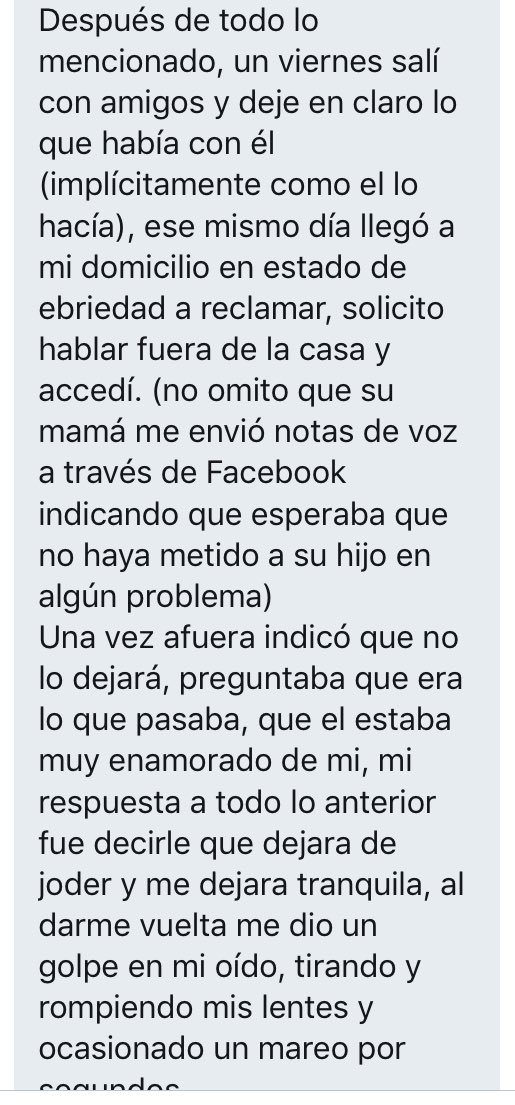 Después de todo lo
mencionado, un viernes salí
con amigos y deje en claro lo
que había con él
(implícitamente como el lo
hacía), ese mismo día llegó a
mi domicilio en estado de
ebriedad a reclamar, solicito
hablar fuera de la casa y
accedí. (no omito que su
mamá me envió notas de voz
a través de Facebook
indicando que esperaba que
no haya metido a su hijo en
algún problema)
Una vez afuera indicó que no
lo dejará, preguntaba que era
lo que pasaba, que el estaba
muy enamorado de mi, mi
respuesta a todo lo anterior
fue decirle que dejara de
joder y me dejara tranquila, al
darme vuelta me dio un
golpe en mi oído, tirando y
rompiendo mis lentes y
ocasionado un mareo por
segundos